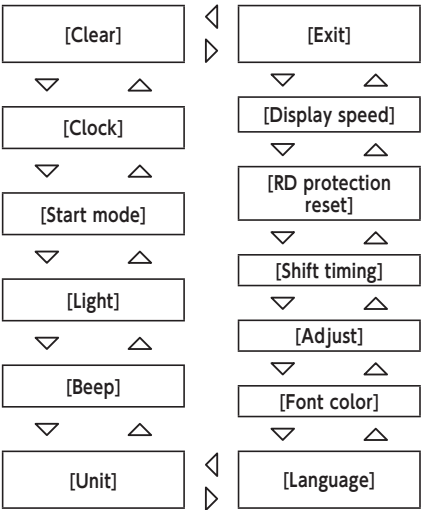 [Clear]
[Exit]
[Clock]
[Display speed]
[Start mode]
[RD protection
reset]
[Light]
[Shift timing]
[Beep]
[Adjust]
[Font color]
[Unit]
[Language]